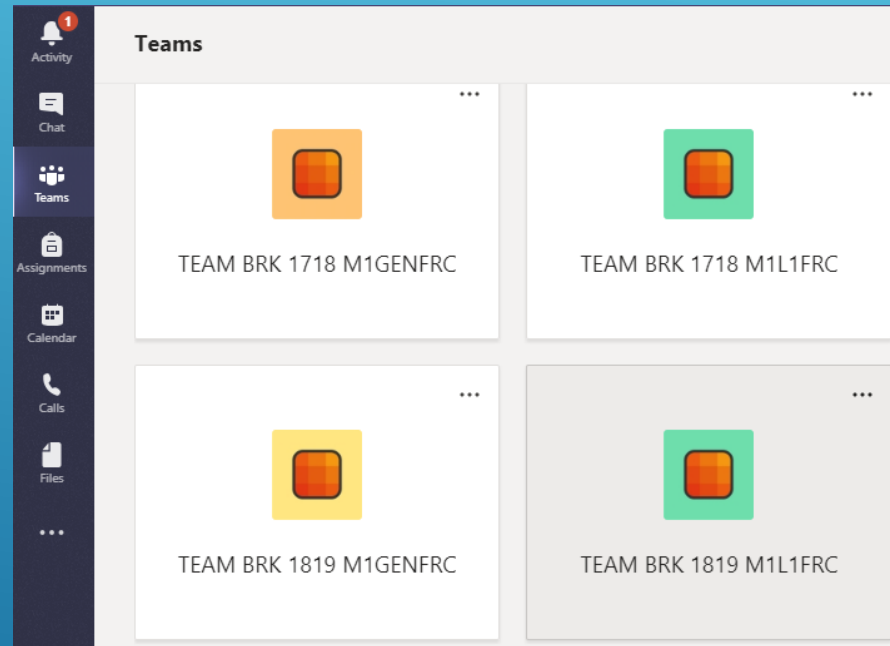 1
Activity
Chat
Teams
Assignments
Calendar
Calls
Files
Teams
TEAM BRK 1718 M1GENFRC
TEAM BRK 1718 M1L1FRC
TEAM BRK 1819 M1GENFRC
TEAM BRK 1819 M1L1FRC